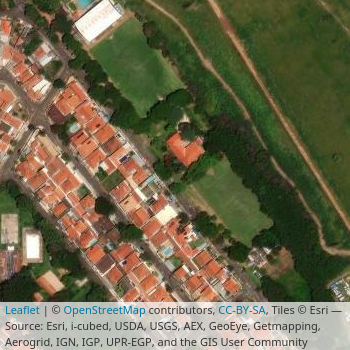 Leaflet | © OpenStreetMap contributors, CC-BY-SA, Tiles © Esri —
Source: Esri, i-cubed, USDA, USGS, AEX, GeoEye, Getmapping,
Aerogrid, IGN, IGP, UPR-EGP, and the GIS User Community